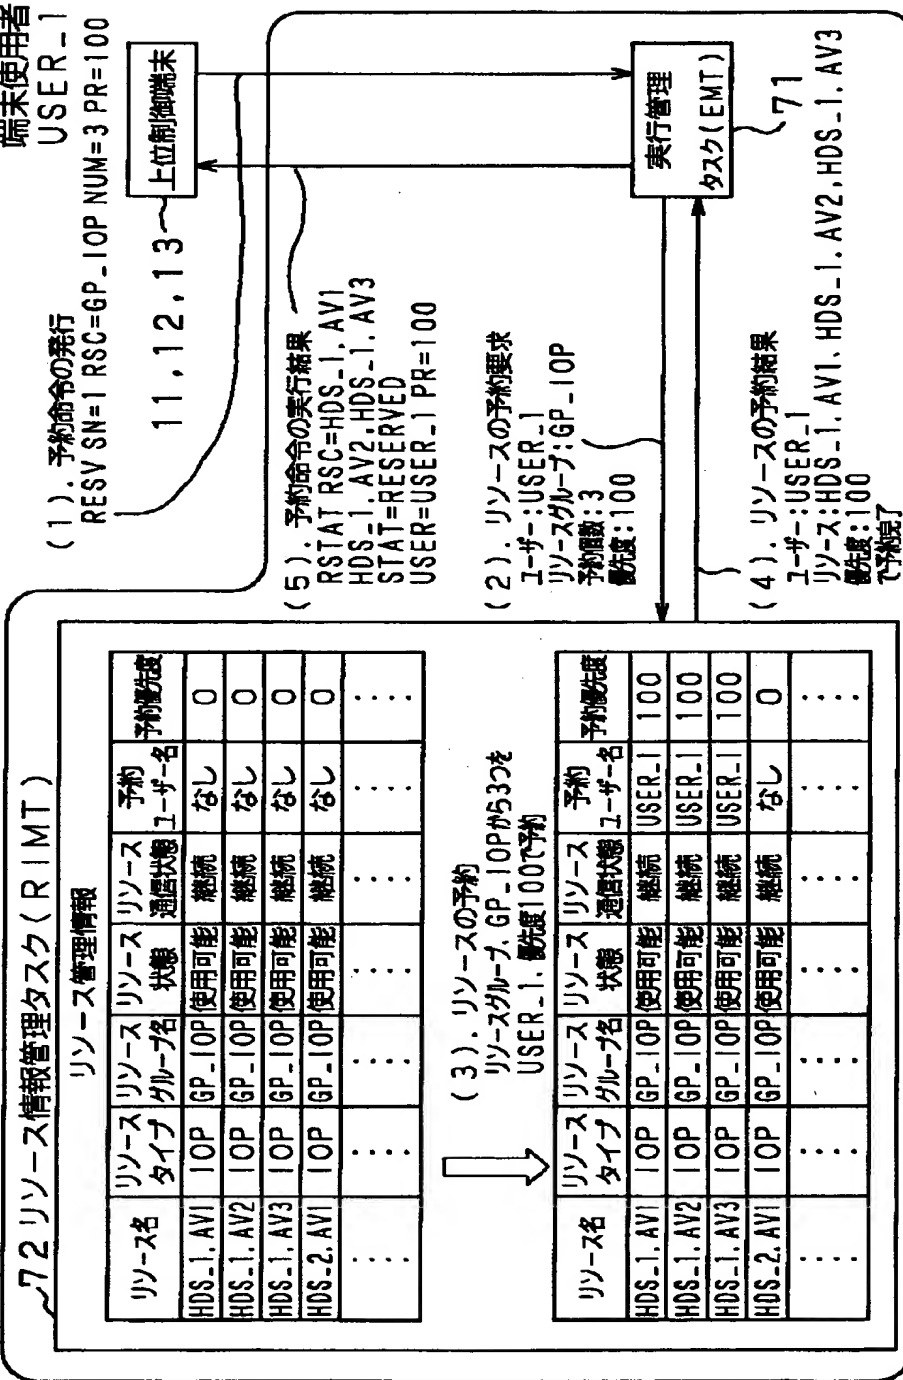 72 リソース情報管理タスク(RIMT)
リソース管理情報
リソース名 リソースタイプ リソースグループ名 リソース状態 リソース通信状態 予約ユーザー名 予約優先度
HDS_1.AV1 IOP GP_IOP 使用可能 継続 なし 0
HDS_1.AV2 IOP GP_IOP 使用可能 継続 なし 0
HDS_1.AV3 IOP GP_IOP 使用可能 継続 なし 0
HDS_2.AV1 IOP GP_IOP 使用可能 継続 なし 0
(3). リソースの予約
リソースグループ, GP_IOPから3つを
USER_1, 優先度100で予約
リソース名 リソースタイプ リソースグループ名 リソース状態 リソース通信状態 予約ユーザー名 予約優先度
HDS_1.AV1 IOP GP_IOP 使用可能 継続 USER_1 100
HDS_1.AV2 IOP GP_IOP 使用可能 継続 USER_1 100
HDS_1.AV3 IOP GP_IOP 使用可能 継続 USER_1 100
HDS_2.AV1 IOP GP_IOP 使用可能 継続 なし 0
端末使用者
USER_1
(1). 予約命令の発行
RESV SN=1 RSC=GP_IOP NUM=3 PR=100
11,12,13
上位制御端末
(5). 予約命令の実行結果
RSTAT RSC=HDS_1.AV1
HDS_1.AV2,HDS_1.AV3
STAT=RESERVED
USER=USER_1 PR=100
(2). リソースの予約要求
ユーザー:USER_1
リソースグループ:GP_IOP
予約個数:3
優先度:100
実行管理
タスク(EMT)
71
(4). リソースの予約結果
ユーザー:USER_1
リソース:HDS_1.AV1, HDS_1.AV2,HDS_1.AV3
優先度:100
で予約完了